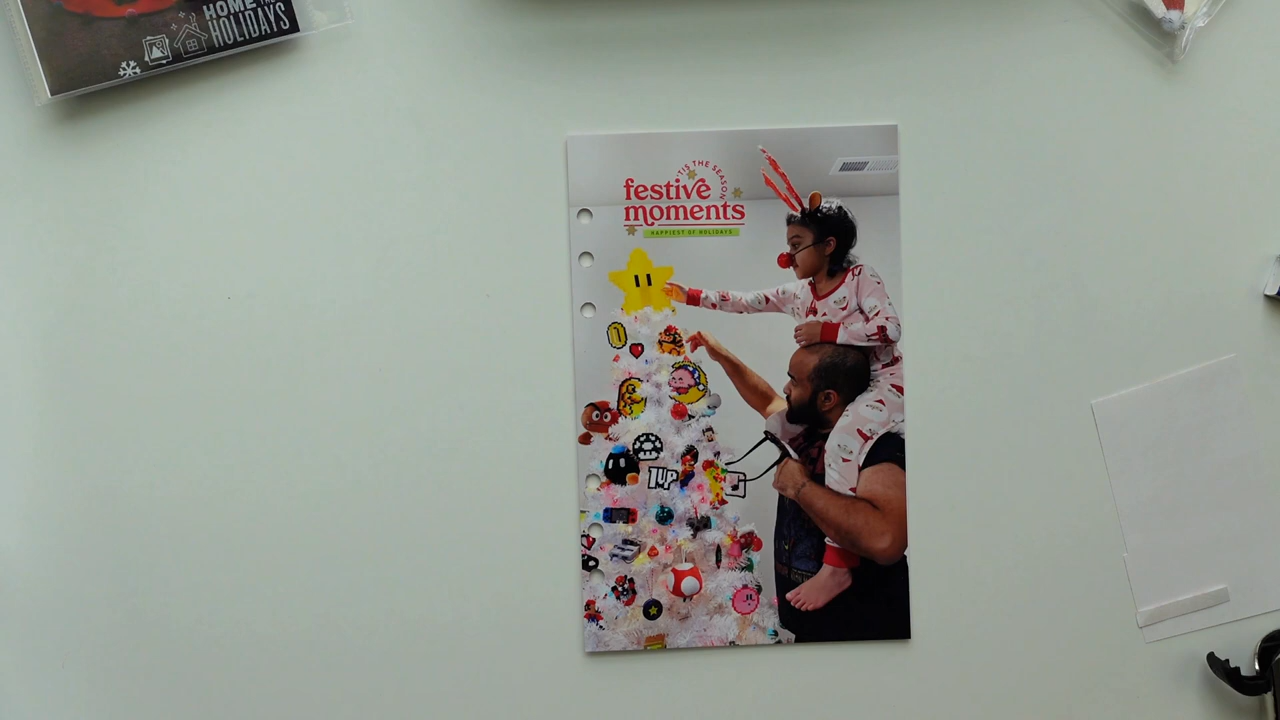 HOME
HOLIDAYS
'TIS THE SEASON
festive
moments
HAPPIEST OF HOLIDAYS
1UP